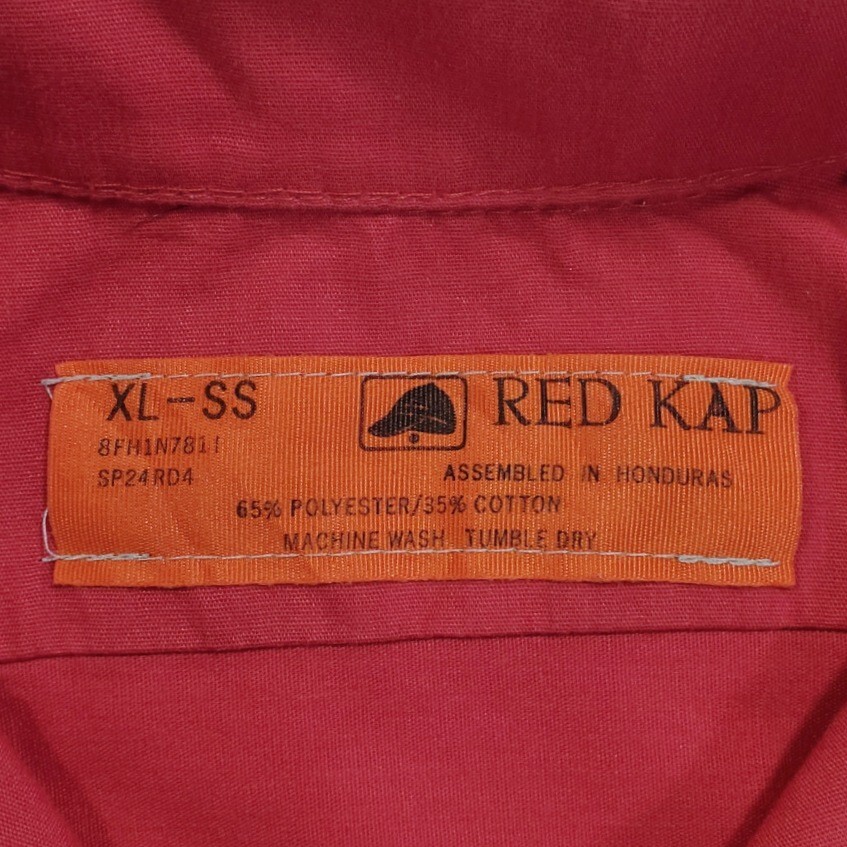 XL-SS
RED KAP
8FH1N7811
SP24RD4
ASSEMBLED IN HONDURAS
65% POLYESTER/35% COTTON
MACHINE WASH TUMBLE DRY